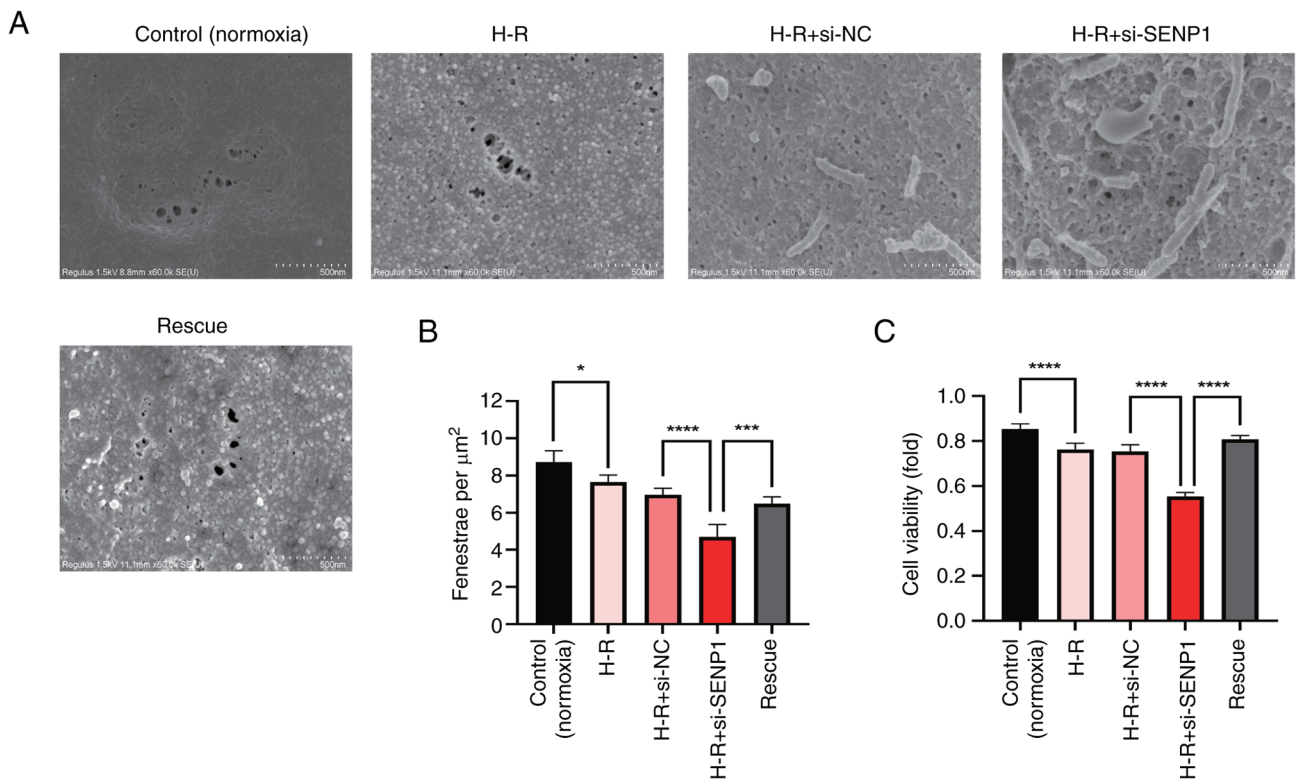 A
Control (normoxia)
H-R
H-R+si-NC
H-R+si-SENP1
Regulus 1.5kV 8.8mm x60.0k SE(U)
500nm
Regulus 1.5kV 11.1mm x60.0k SE(U)
500nm
Regulus 1.5kV 11.1mm x60.0k SE(U)
500nm
Regulus 1.5kV 11.1mm x60.0k SE(U)
500nm
Rescue
Regulus 1.5kV 11.1mm x60.0k SE(U)
500nm
B
Fenestrae per μm²
12
10
8
6
4
2
0
*
****
***
Control
(normoxia)
H-R
H-R+si-NC
H-R+si-SENP1
Rescue
C
Cell viability (fold)
1.0
0.8
0.6
0.4
0.2
0.0
****
****
****
Control
(normoxia)
H-R
H-R+si-NC
H-R+si-SENP1
Rescue